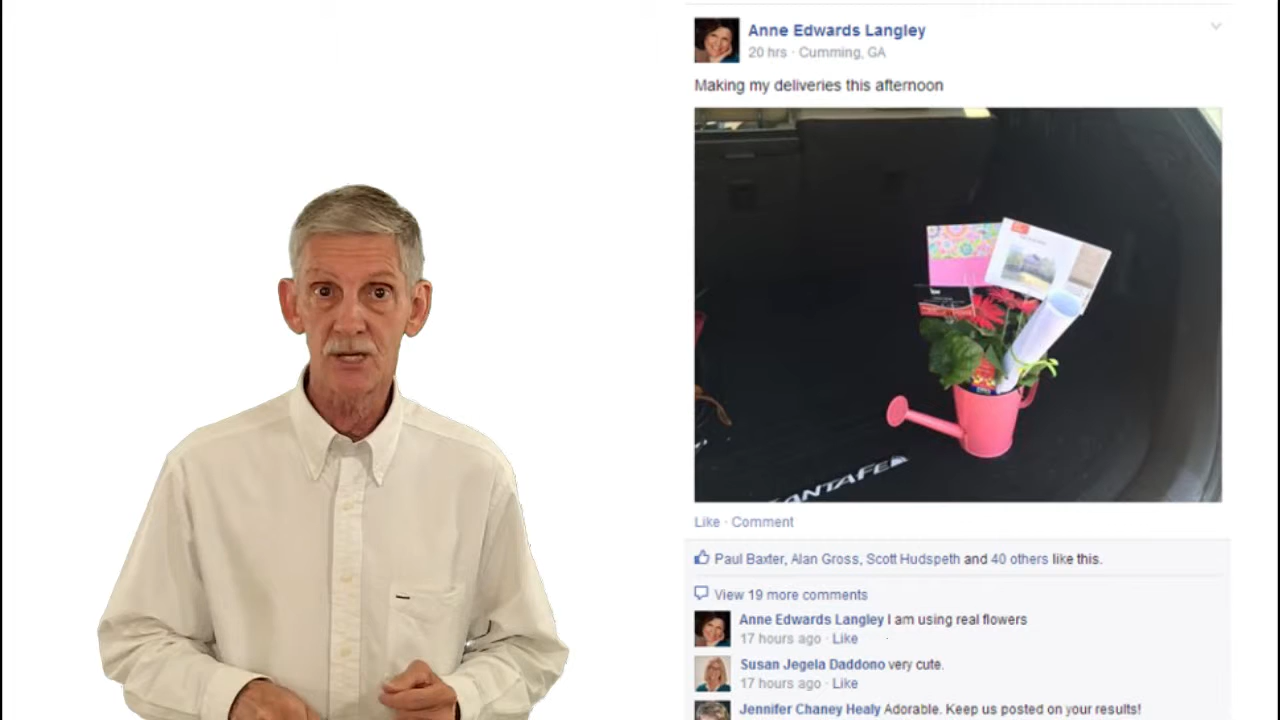 Anne Edwards Langley
20 hrs · Cumming, GA
Making my deliveries this afternoon
SANTAFE
Like · Comment
Paul Baxter, Alan Gross, Scott Hudspeth and 40 others like this.
View 19 more comments
Anne Edwards Langley I am using real flowers
17 hours ago · Like
Susan Jegela Daddono very cute.
17 hours ago · Like
Jennifer Chaney Healy Adorable. Keep us posted on your results!